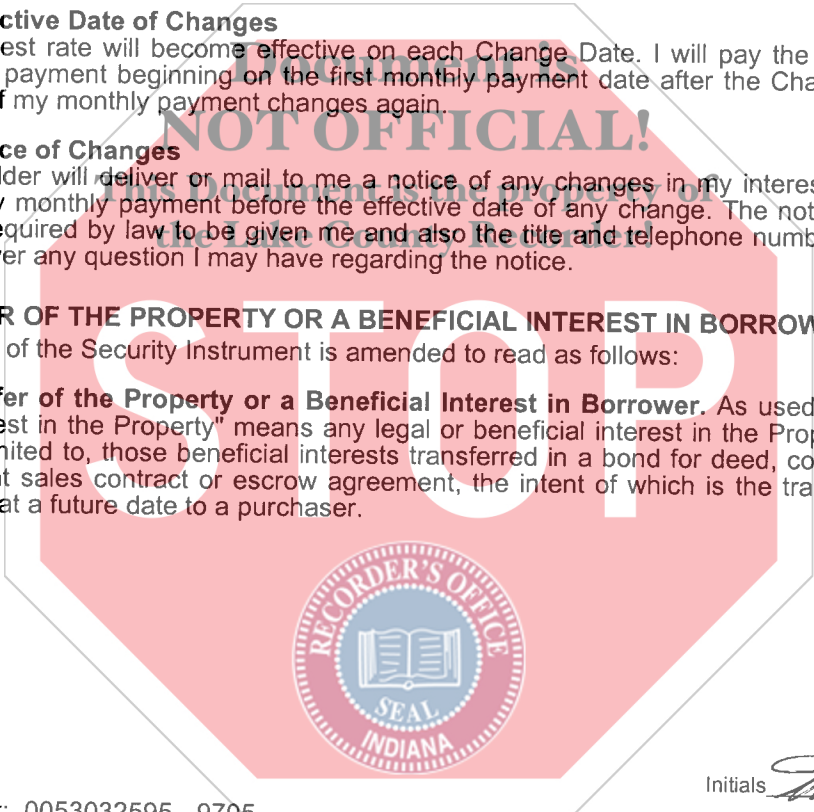 ctive Date of Changes
est rate will become effective on each Change Date. I will pay the
payment beginning on the first monthly payment date after the Cha
f my monthly payment changes again.
ce of Changes
lder will deliver or mail to me a notice of any changes in my interes
y monthly payment before the effective date of any change. The not
equired by law to be given me and also the title and telephone numb
er any question I may have regarding the notice.
R OF THE PROPERTY OR A BENEFICIAL INTEREST IN BORROW
of the Security Instrument is amended to read as follows:
fer of the Property or a Beneficial Interest in Borrower. As used
est in the Property" means any legal or beneficial interest in the Prop
nited to, those beneficial interests transferred in a bond for deed, co
t sales contract or escrow agreement, the intent of which is the tra
at a future date to a purchaser.
Document is
NOT OFFICIAL!
This Document is the property of
the Lake County Recorder!
STOP
RECORDER'S OFFICE
SEAL
INDIANA
Initials
0053032595 - 9705